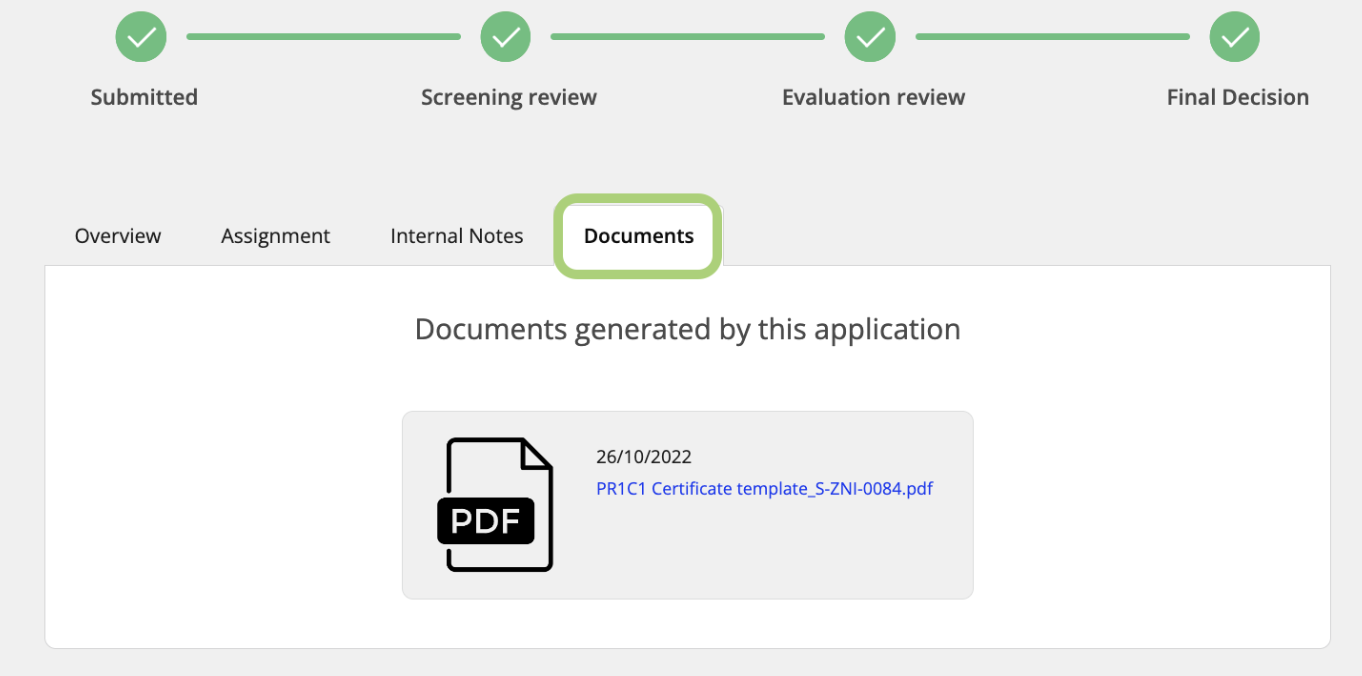 Submitted Screening review Evaluation review Final Decision
Overview Assignment Internal Notes Documents
Documents generated by this application
26/10/2022
PR1C1 Certificate template_S-ZNI-0084.pdf
PDF